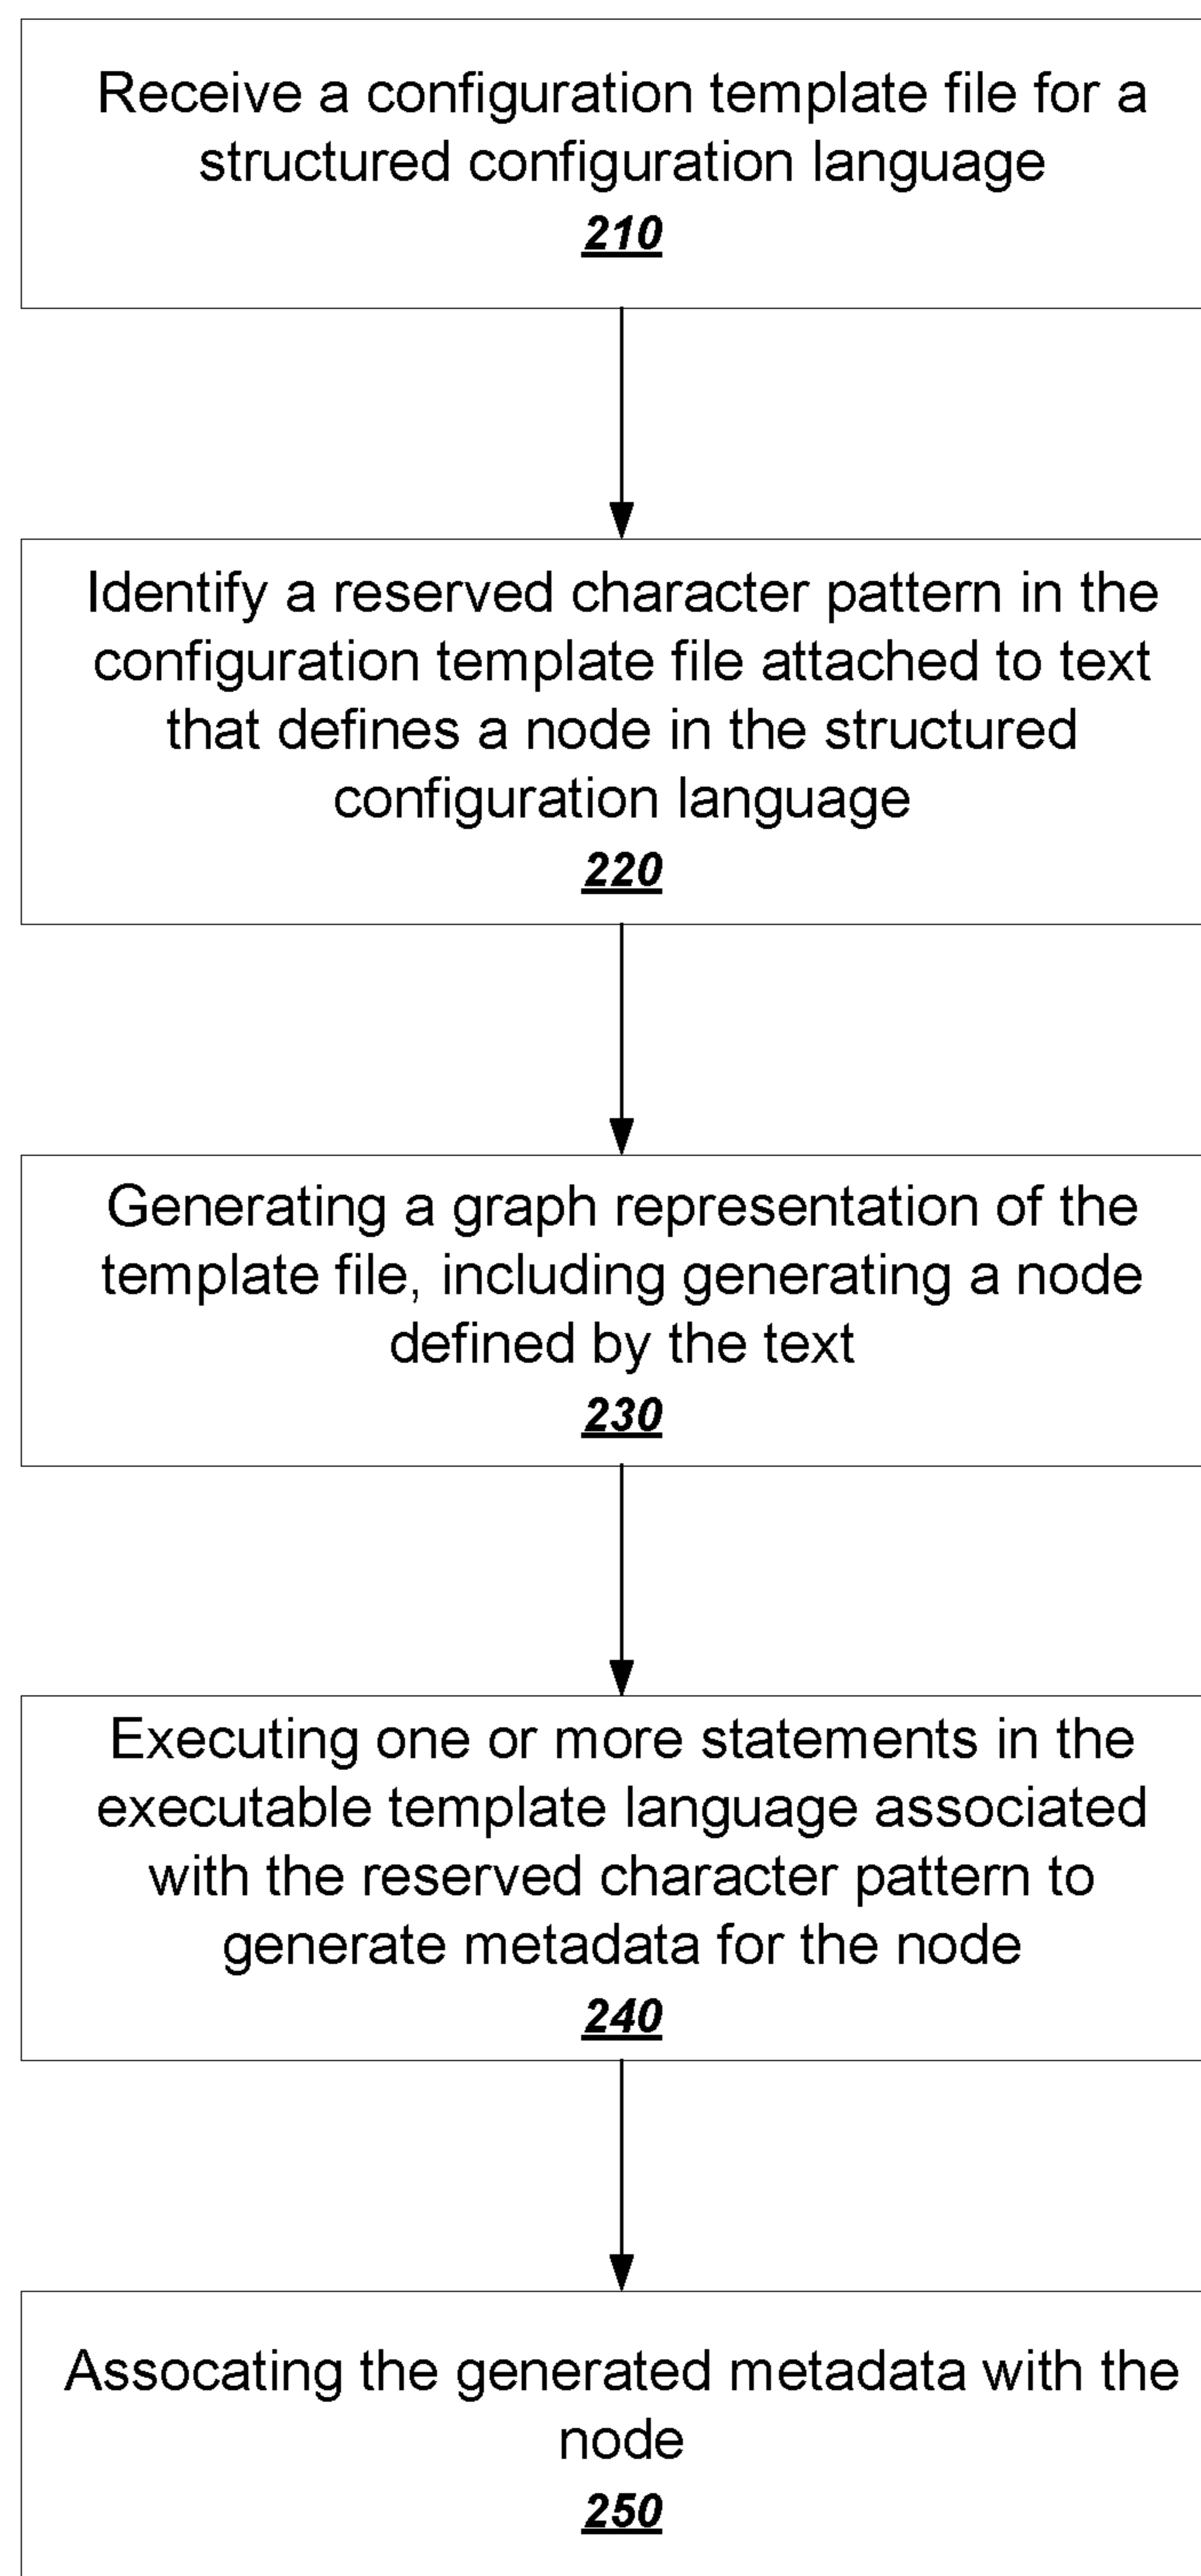 Receive a configuration template file for a
structured configuration language
210
Identify a reserved character pattern in the
configuration template file attached to text
that defines a node in the structured
configuration language
220
Generating a graph representation of the
template file, including generating a node
defined by the text
230
Executing one or more statements in the
executable template language associated
with the reserved character pattern to
generate metadata for the node
240
Assocating the generated metadata with the
node
250